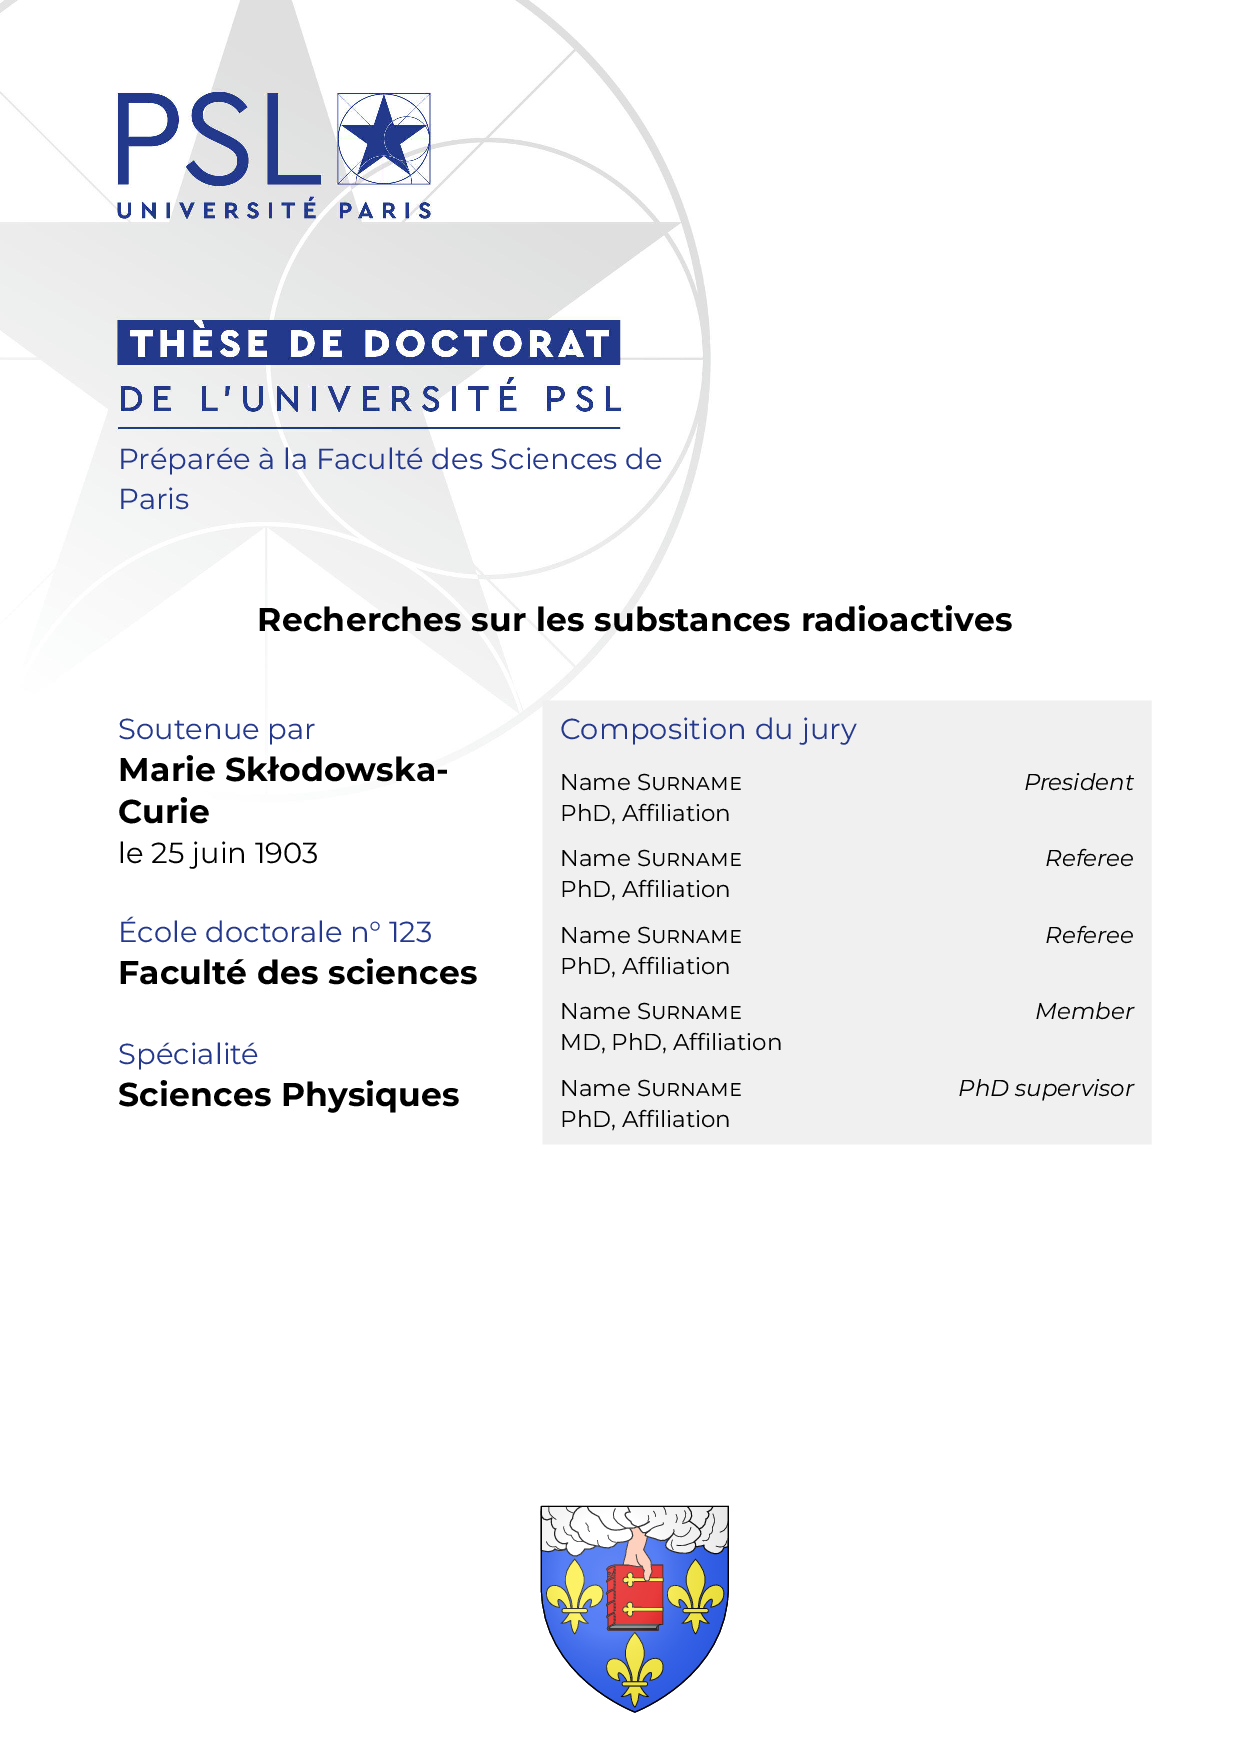 PSL
UNIVERSITÉ PARIS
THÈSE DE DOCTORAT
DE L'UNIVERSITÉ PSL
Préparée à la Faculté des Sciences de
Paris
Recherches sur les substances radioactives
Soutenue par
Marie Skłodowska-
Curie
le 25 juin 1903
École doctorale n° 123
Faculté des sciences
Spécialité
Sciences Physiques
Composition du jury
Name SURNAME President
PhD, Affiliation
Name SURNAME Referee
PhD, Affiliation
Name SURNAME Referee
PhD, Affiliation
Name SURNAME Member
MD, PhD, Affiliation
Name SURNAME PhD supervisor
PhD, Affiliation